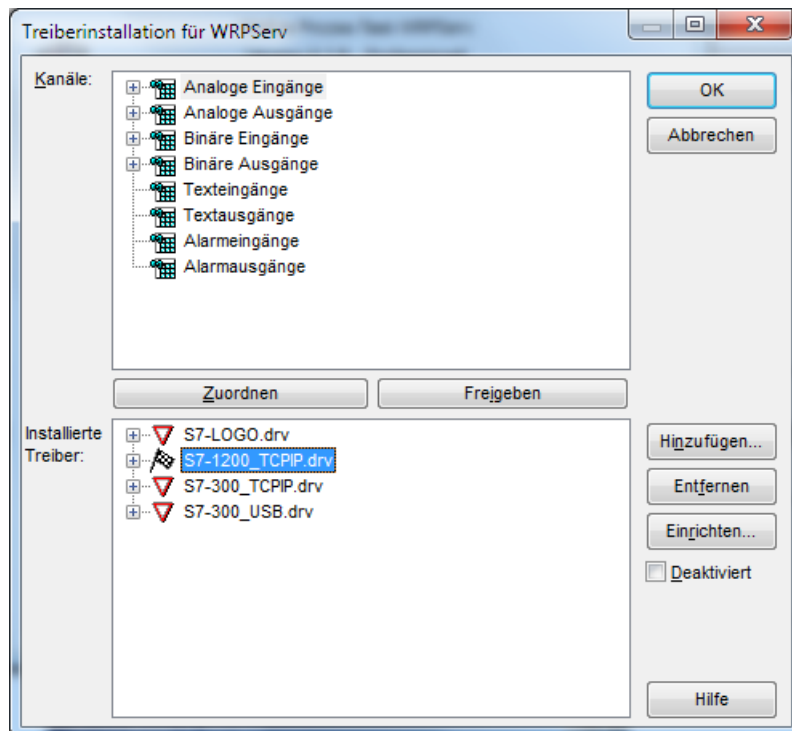 Treiberinstallation für WRPServ
Kanäle:
Analoge Eingänge
Analoge Ausgänge
Binäre Eingänge
Binäre Ausgänge
Texteingänge
Textausgänge
Alarmeingänge
Alarmausgänge
OK
Abbrechen
Zuordnen
Freigeben
Installierte
Treiber:
S7-LOGO.drv
S7-1200_TCPIP.drv
S7-300_TCPIP.drv
S7-300_USB.drv
Hinzufügen...
Entfernen
Einrichten...
Deaktiviert
Hilfe